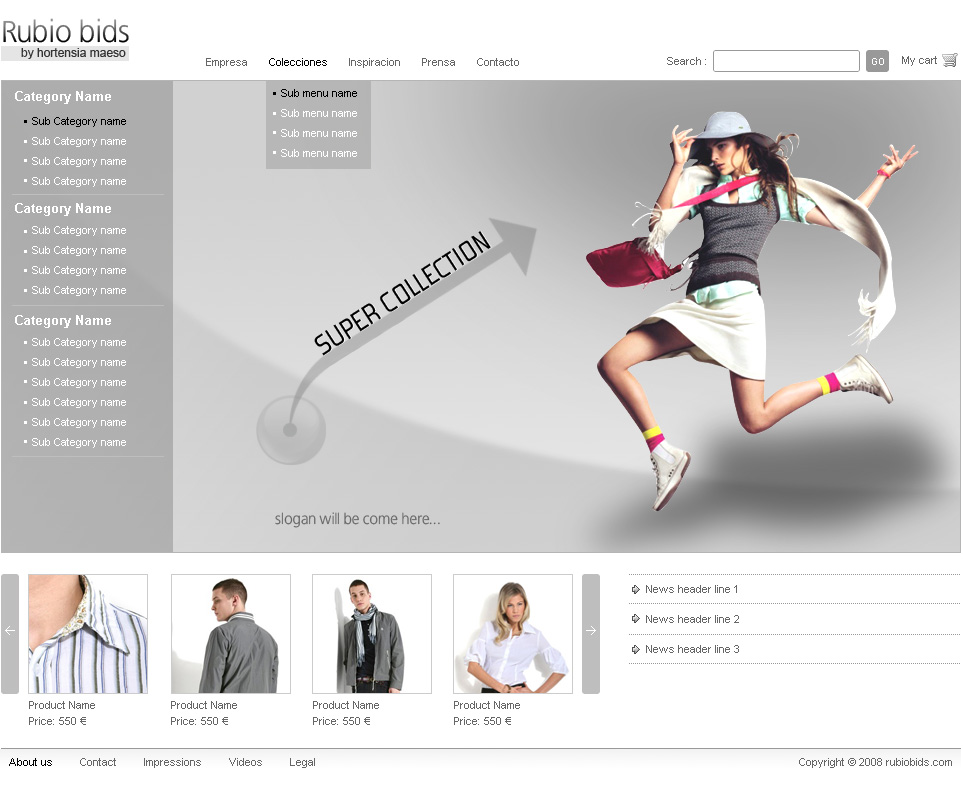 Rubio bids
by hortensia maeso
Empresa
Colecciones
Inspiracion
Prensa
Contacto
Search :
GO
My cart
Category Name
Sub Category name
Sub Category name
Sub Category name
Sub Category name
Category Name
Sub Category name
Sub Category name
Sub Category name
Sub Category name
Category Name
Sub Category name
Sub Category name
Sub Category name
Sub Category name
Sub Category name
Sub Category name
Sub menu name
Sub menu name
Sub menu name
Sub menu name
SUPER COLLECTION
slogan will be come here...
Product Name
Price: 550 €
Product Name
Price: 550 €
Product Name
Price: 550 €
Product Name
Price: 550 €
News header line 1
News header line 2
News header line 3
About us
Contact
Impressions
Videos
Legal
Copyright © 2008 rubiobids.com